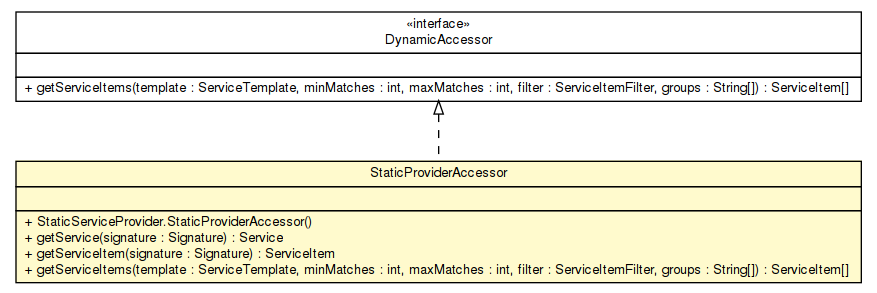 «interface»
DynamicAccessor
+ getServiceItems(template : ServiceTemplate, minMatches : int, maxMatches : int, filter : ServiceItemFilter, groups : String[]) : ServiceItem[]
StaticProviderAccessor
+ StaticServiceProvider.StaticProviderAccessor()
+ getService(signature : Signature) : Service
+ getServiceItem(signature : Signature) : ServiceItem
+ getServiceItems(template : ServiceTemplate, minMatches : int, maxMatches : int, filter : ServiceItemFilter, groups : String[]) : ServiceItem[]